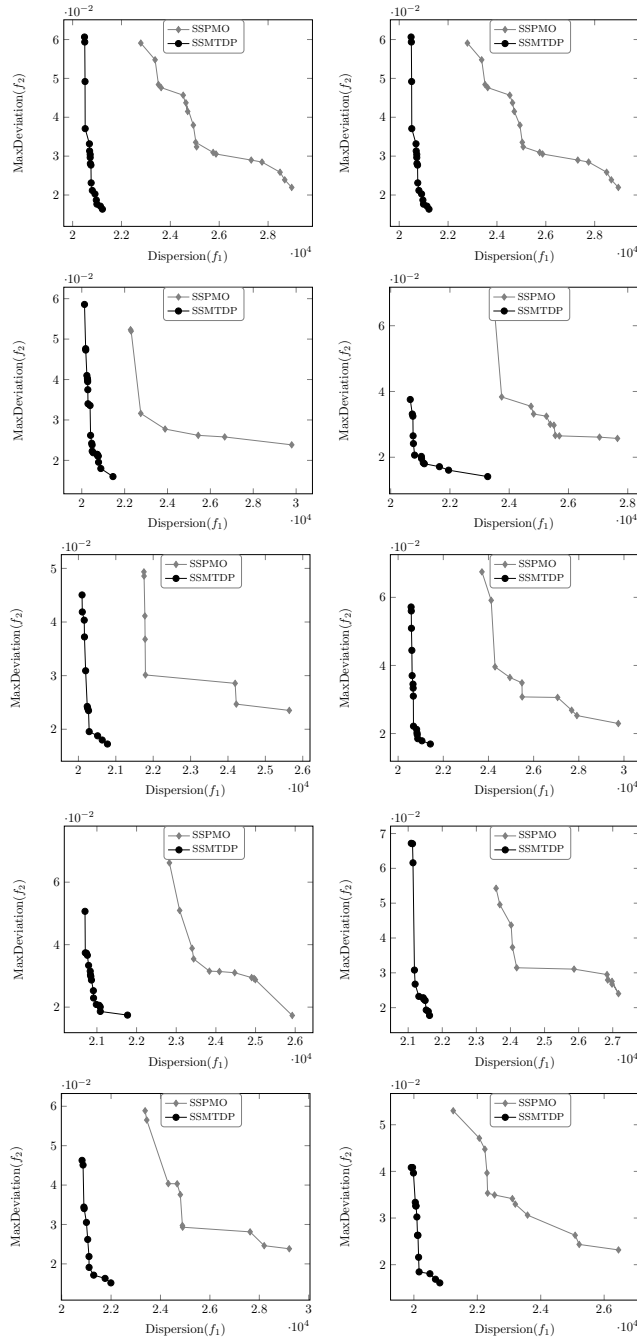 ·10⁻²
SSPMO
SSMTDP
MaxDeviation(f₂)
6
5
4
3
2
2 2.2 2.4 2.6 2.8
·10⁴
Dispersion(f₁)
·10⁻²
SSPMO
SSMTDP
MaxDeviation(f₂)
6
5
4
3
2
2 2.2 2.4 2.6 2.8
·10⁴
Dispersion(f₁)
·10⁻²
SSPMO
SSMTDP
MaxDeviation(f₂)
6
5
4
3
2
2 2.2 2.4 2.6 2.8 3
·10⁴
Dispersion(f₁)
·10⁻²
SSPMO
SSMTDP
MaxDeviation(f₂)
6
4
2
2 2.2 2.4 2.6 2.8
·10⁴
Dispersion(f₁)
·10⁻²
SSPMO
SSMTDP
MaxDeviation(f₂)
5
4
3
2
2 2.1 2.2 2.3 2.4 2.5 2.6
·10⁴
Dispersion(f₁)
·10⁻²
SSPMO
SSMTDP
MaxDeviation(f₂)
6
4
2
2 2.2 2.4 2.6 2.8 3
·10⁴
Dispersion(f₁)
·10⁻²
SSPMO
SSMTDP
MaxDeviation(f₂)
6
4
2
2.1 2.2 2.3 2.4 2.5 2.6
·10⁴
Dispersion(f₁)
·10⁻²
SSPMO
SSMTDP
MaxDeviation(f₂)
7
6
5
4
3
2
2.1 2.2 2.3 2.4 2.5 2.6 2.7
·10⁴
Dispersion(f₁)
·10⁻²
SSPMO
SSMTDP
MaxDeviation(f₂)
6
5
4
3
2
2 2.2 2.4 2.6 2.8 3
·10⁴
Dispersion(f₁)
·10⁻²
SSPMO
SSMTDP
MaxDeviation(f₂)
5
4
3
2
2 2.2 2.4 2.6
·10⁴
Dispersion(f₁)